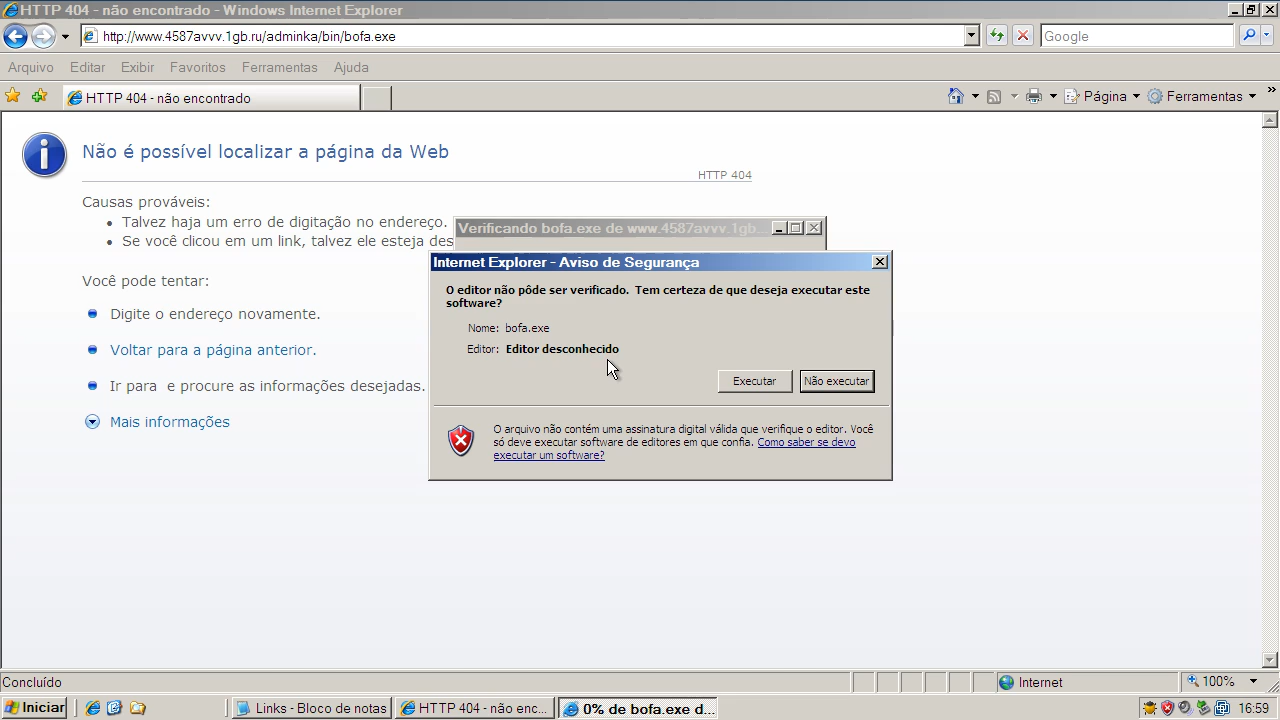 HTTP 404 - não encontrado - Windows Internet Explorer
http://www.4587avvv.1gb.ru/adminka/bin/bofa.exe
Google
Arquivo Editar Exibir Favoritos Ferramentas Ajuda
HTTP 404 - não encontrado
Página Ferramentas
Não é possível localizar a página da Web
HTTP 404
Causas prováveis:
Talvez haja um erro de digitação no endereço.
Se você clicou em um link, talvez ele esteja des
Você pode tentar:
Digite o endereço novamente.
Voltar para a página anterior.
Ir para e procure as informações desejadas.
Mais informações
Verificando bofa.exe de www.4587avvv.1gb...
Internet Explorer - Aviso de Segurança
O editor não pôde ser verificado. Tem certeza de que deseja executar este
software?
Nome: bofa.exe
Editor: Editor desconhecido
Executar Não executar
O arquivo não contém uma assinatura digital válida que verifique o editor. Você
só deve executar software de editores em que confia. Como saber se devo
executar um software?
Concluído
Internet
100%
Iniciar
Links - Bloco de notas
HTTP 404 - não enc...
0% de bofa.exe d...
16:59